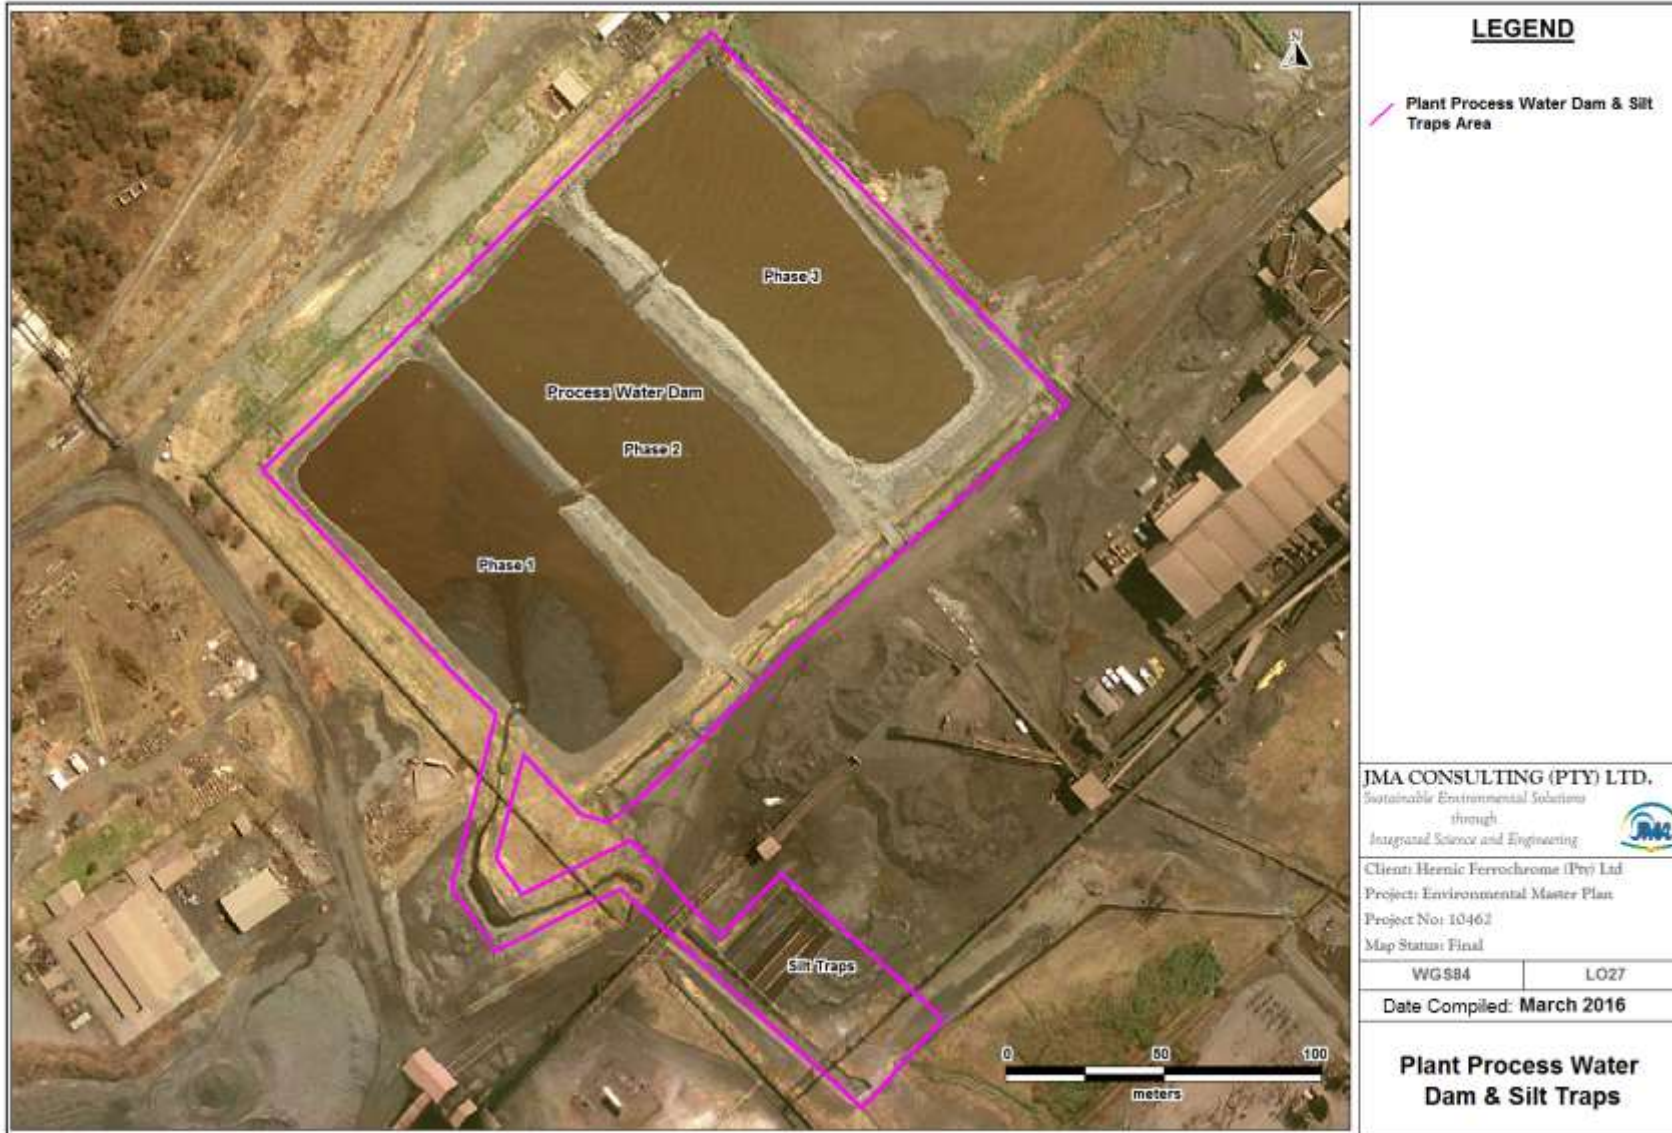 LEGEND
Plant Process Water Dam & Silt
Traps Area
N
Phase 3
Process Water Dam
Phase 2
Phase 1
Silt Traps
0 50 100
meters
JMA CONSULTING (PTY) LTD.
Sustainable Environmental Solutions
through
Integrated Science and Engineering
JMA
Client: Hernic Ferrochrome (Pty) Ltd
Project: Environmental Master Plan
Project No: 10462
Map Status: Final
WGS84 LO27
Date Compiled: March 2016
Plant Process Water
Dam & Silt Traps